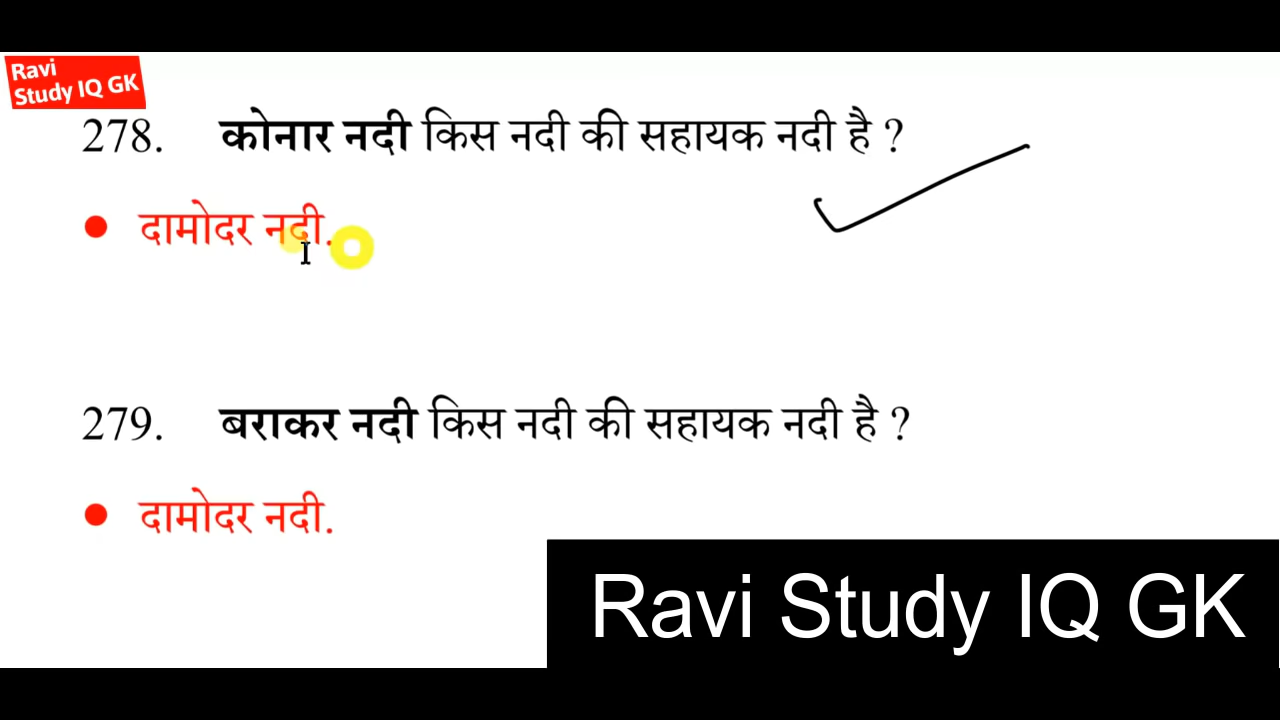 Ravi
Study IQ GK
278. कोनार नदी किस नदी की सहायक नदी है ?
• दामोदर नदी.
279. बराकर नदी किस नदी की सहायक नदी है ?
• दामोदर नदी.
Ravi Study IQ GK